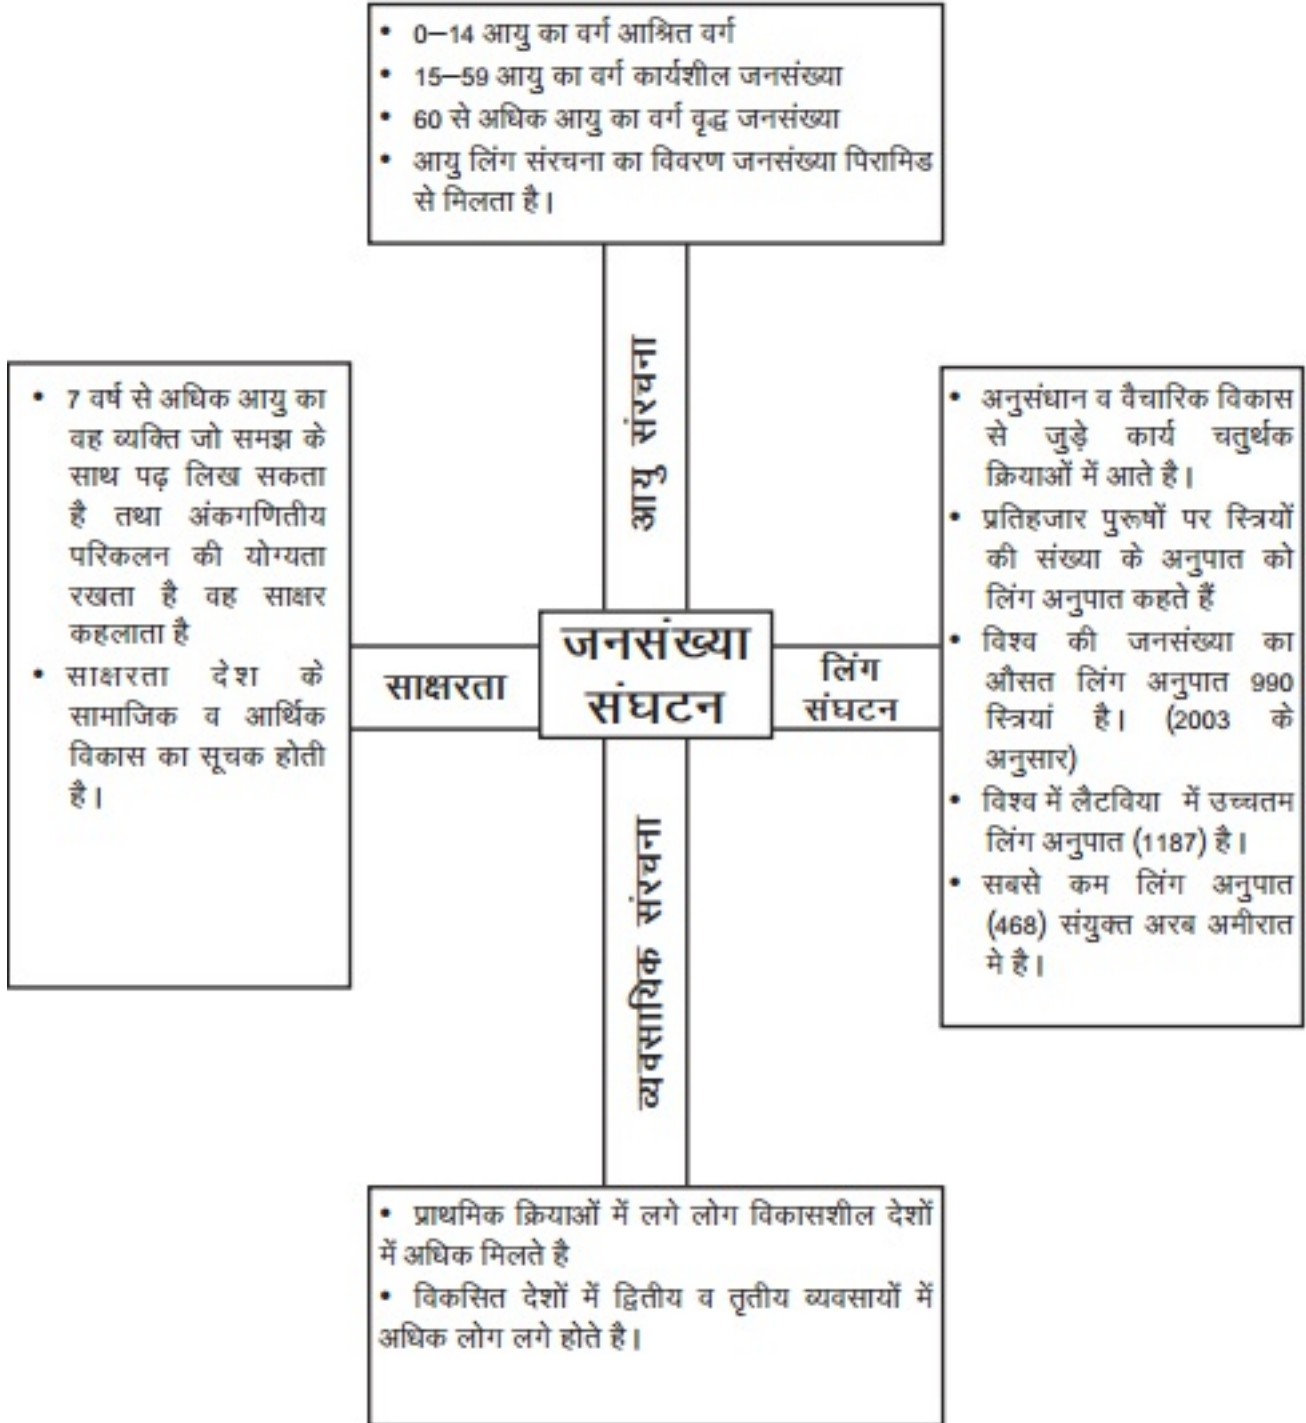 • 0–14 आयु का वर्ग आश्रित वर्ग
• 15–59 आयु का वर्ग कार्यशील जनसंख्या
• 60 से अधिक आयु का वर्ग वृद्ध जनसंख्या
• आयु लिंग संरचना का विवरण जनसंख्या पिरामिड
से मिलता है।
आयु संरचना
• 7 वर्ष से अधिक आयु का
वह व्यक्ति जो समझ के
साथ पढ़ लिख सकता
है तथा अंकगणितीय
परिकलन की योग्यता
रखता है वह साक्षर
कहलाता है
• साक्षरता देश के
सामाजिक व आर्थिक
विकास का सूचक होती
है।
साक्षरता
जनसंख्या
संघटन
लिंग
संघटन
• अनुसंधान व वैचारिक विकास
से जुड़े कार्य चतुर्थक
क्रियाओं में आते है।
• प्रतिहजार पुरूषों पर स्त्रियों
की संख्या के अनुपात को
लिंग अनुपात कहते हैं
• विश्व की जनसंख्या का
औसत लिंग अनुपात 990
स्त्रियां है। (2003 के
अनुसार)
• विश्व में लैटविया में उच्चतम
लिंग अनुपात (1187) है।
• सबसे कम लिंग अनुपात
(468) संयुक्त अरब अमीरात
मे है।
व्यवसायिक संरचना
• प्राथमिक क्रियाओं में लगे लोग विकासशील देशों
में अधिक मिलते है
• विकसित देशों में द्वितीय व तृतीय व्यवसायों में
अधिक लोग लगे होते है।